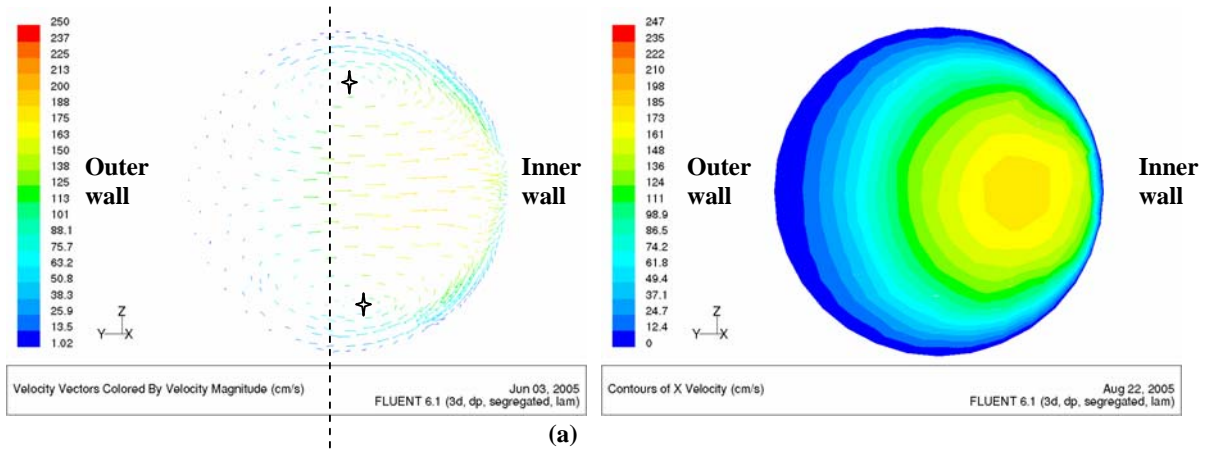 250
237
225
213
200
188
175
163
150
138
125
113
101
88.1
75.7
63.2
50.8
38.3
25.9
13.5
1.02
Outer
wall
Inner
wall
Z
Y X
Velocity Vectors Colored By Velocity Magnitude (cm/s)
Jun 03, 2005
FLUENT 6.1 (3d, dp, segregated, lam)
247
235
222
210
198
185
173
161
148
136
124
111
98.9
86.5
74.2
61.8
49.4
37.1
24.7
12.4
0
Outer
wall
Inner
wall
Z
Y X
Contours of X Velocity (cm/s)
Aug 22, 2005
FLUENT 6.1 (3d, dp, segregated, lam)
(a)